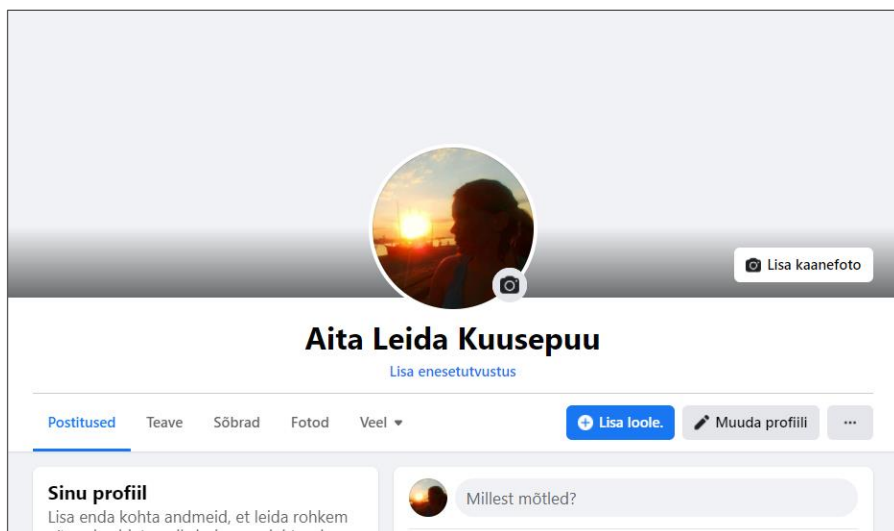 Lisa kaanefoto
Aita Leida Kuusepuu
Lisa enesetutvustus
Postitused Teave Sõbrad Fotod Veel
Lisa loole. Muuda profiili ...
Sinu profiil
Lisa enda kohta andmeid, et leida rohkem
Millest mõtled?